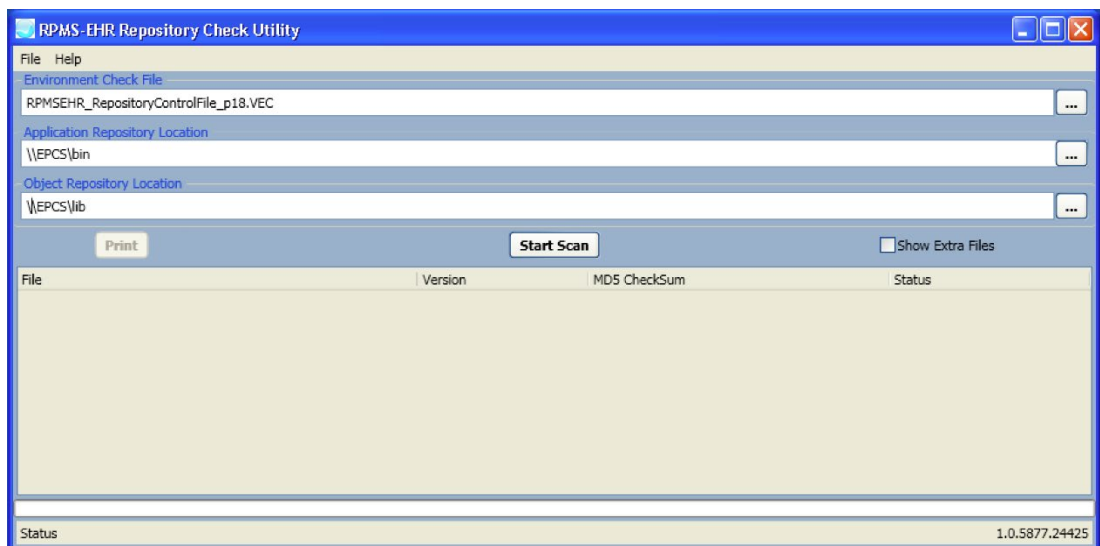 RPMS-EHR Repository Check Utility
File Help
Environment Check File
RPMSEHR_RepositoryControlFile_p18.VEC
...
Application Repository Location
\\EPCS\bin
...
Object Repository Location
\\EPCS\lib
...
Print Start Scan Show Extra Files
File Version MD5 CheckSum Status
Status 1.0.5877.24425